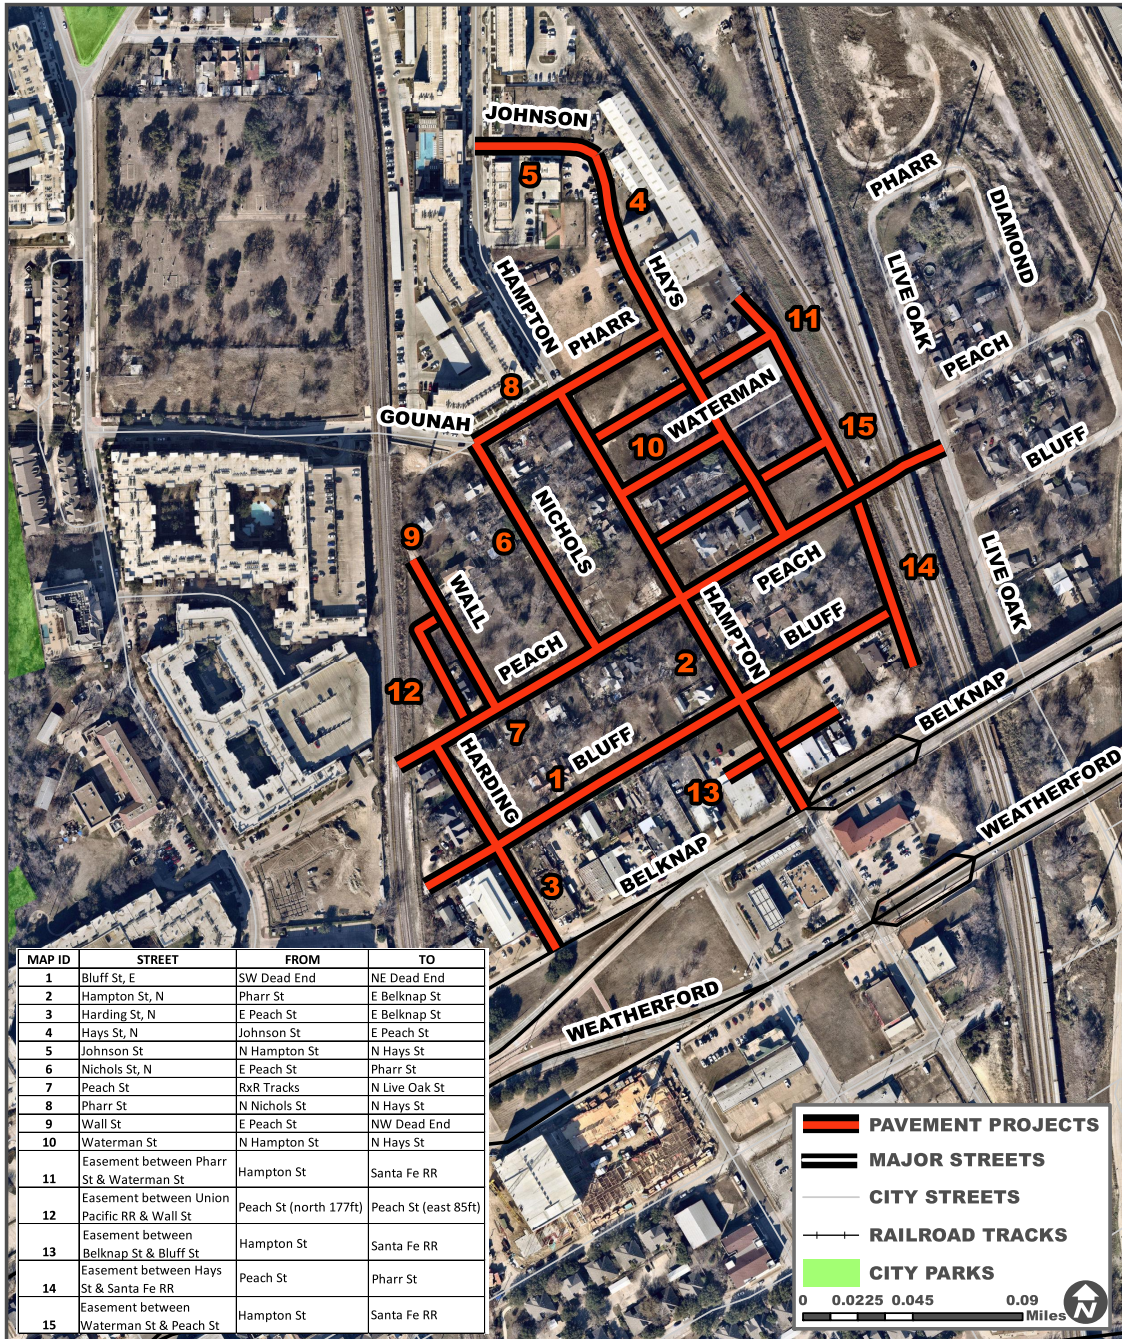 JOHNSON
5
4
PHARR
DIAMOND
HAMPTON
HAYS
LIVE OAK
PHARR
11
PEACH
8
WATERMAN
GOUNAH
10
15
BLUFF
NICHOLS
9
6
LIVE OAK
14
PEACH
WALL
HAMPTON
BLUFF
PEACH
2
12
BELKNAP
7
BLUFF
HARDING
1
13
WEATHERFORD
BELKNAP
3
WEATHERFORD
MAP ID STREET FROM TO
1 Bluff St, E SW Dead End NE Dead End
2 Hampton St, N Pharr St E Belknap St
3 Harding St, N E Peach St E Belknap St
4 Hays St, N Johnson St E Peach St
5 Johnson St N Hampton St N Hays St
6 Nichols St, N E Peach St Pharr St
7 Peach St RxR Tracks N Live Oak St
8 Pharr St N Nichols St N Hays St
9 Wall St E Peach St NW Dead End
10 Waterman St N Hampton St N Hays St
Easement between Pharr
11 St & Waterman St Hampton St Santa Fe RR
Easement between Union
12 Pacific RR & Wall St Peach St (north 177ft) Peach St (east 85ft)
Easement between
13 Belknap St & Bluff St Hampton St Santa Fe RR
Easement between Hays
14 St & Santa Fe RR Peach St Pharr St
Easement between
15 Waterman St & Peach St Hampton St Santa Fe RR
PAVEMENT PROJECTS
MAJOR STREETS
CITY STREETS
RAILROAD TRACKS
CITY PARKS
0 0.0225 0.045 0.09
Miles
N